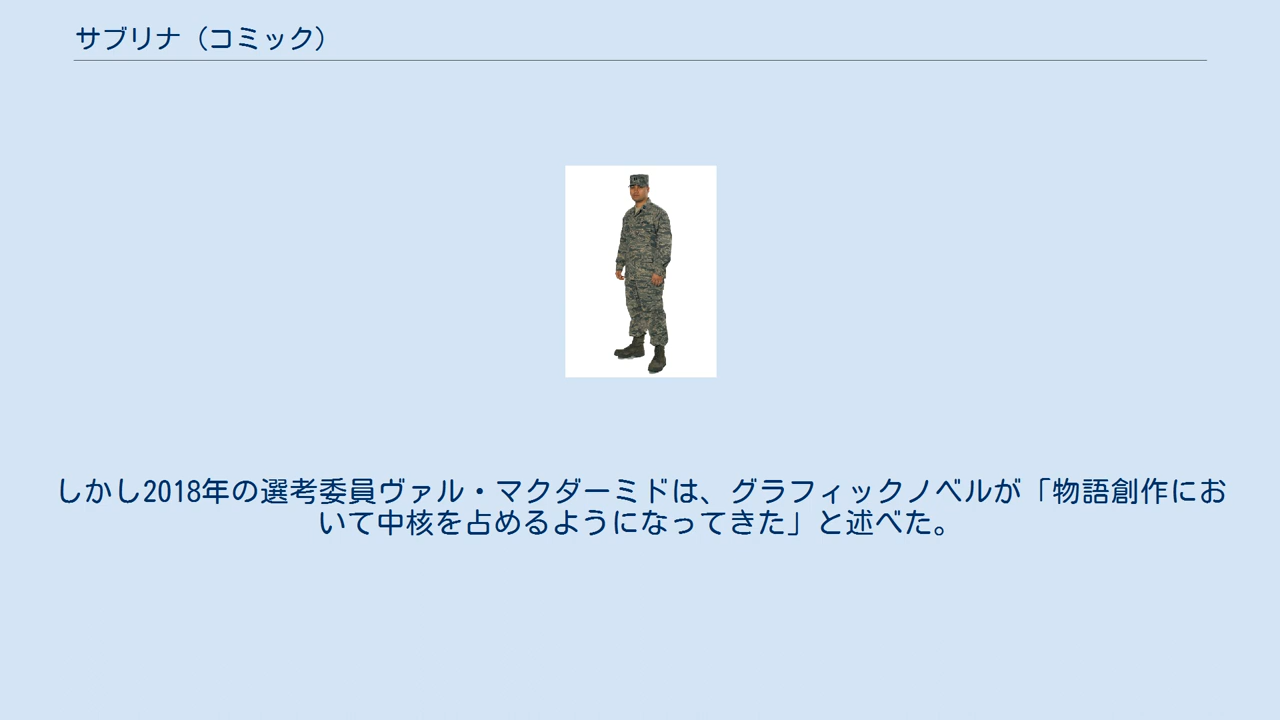 サブリナ（コミック）
しかし2018年の選考委員ヴァル・マクダーミドは、グラフィックノベルが「物語創作にお
いて中核を占めるようになってきた」と述べた。